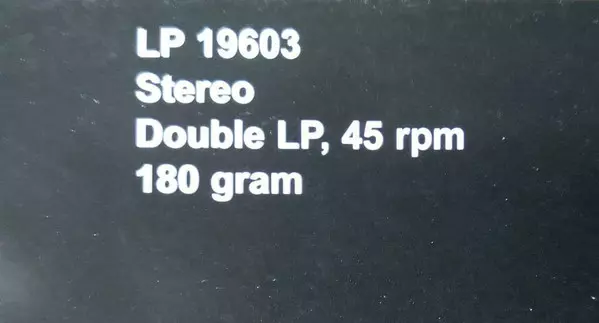 LP 19603
Stereo
Double LP, 45 rpm
180 gram